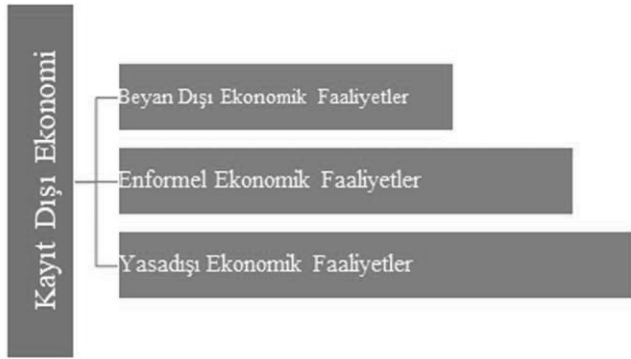 Kayıt Dışı Ekonomi
Beyan Dışı Ekonomik Faaliyetler
Enformel Ekonomik Faaliyetler
Yasadışı Ekonomik Faaliyetler